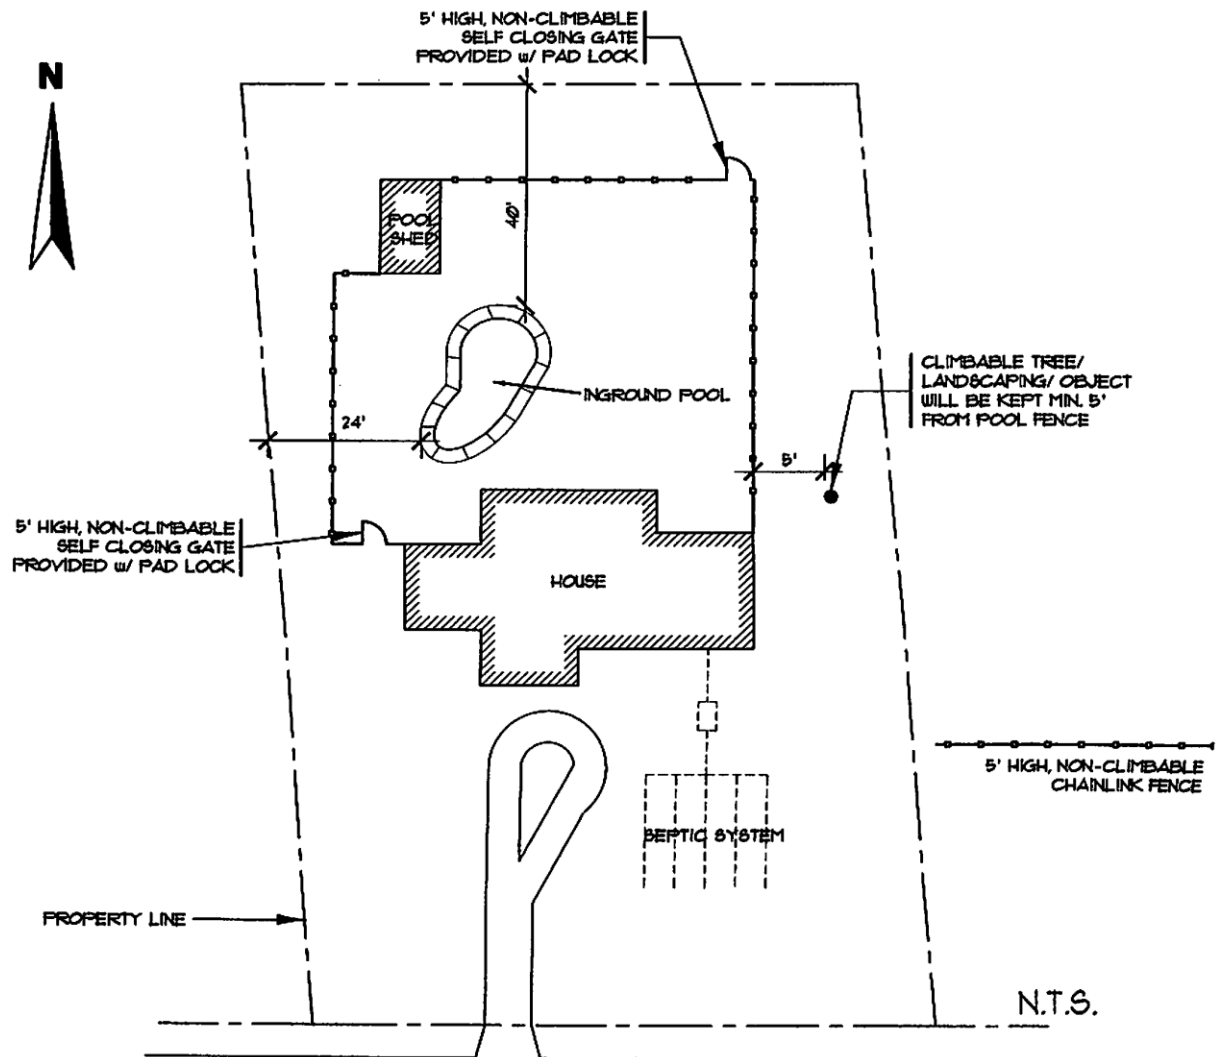 5' HIGH, NON-CLIMBABLE
SELF CLOSING GATE
PROVIDED w/ PAD LOCK
N
POOL
SHED
40'
INGROUND POOL
24'
CLIMBABLE TREE/
LANDSCAPING/ OBJECT
WILL BE KEPT MIN. 5'
FROM POOL FENCE
5'
5' HIGH, NON-CLIMBABLE
SELF CLOSING GATE
PROVIDED w/ PAD LOCK
HOUSE
5' HIGH, NON-CLIMBABLE
CHAINLINK FENCE
SEPTIC SYSTEM
PROPERTY LINE
N.T.S.